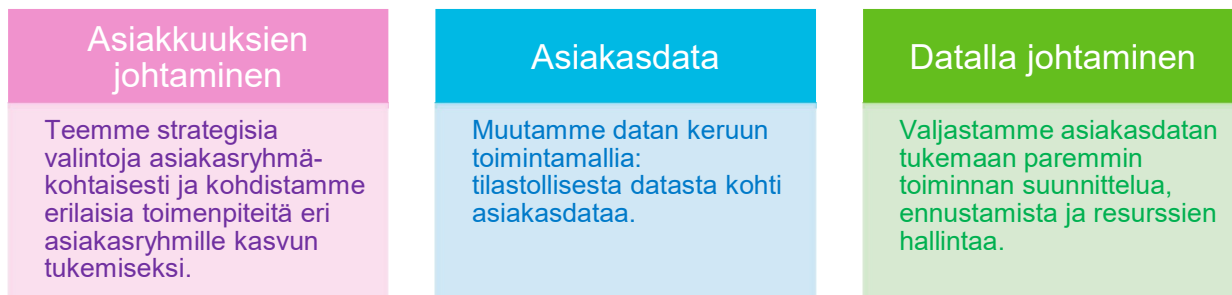 Asiakkuuksien
johtaminen
Teemme strategisia
valintoja asiakasryhmä-
kohtaisesti ja kohdistamme
erilaisia toimenpiteitä eri
asiakasryhmille kasvun
tukemiseksi.
Asiakasdata
Muutamme datan keruun
toimintamallia:
tilastollisesta datasta kohti
asiakasdataa.
Datalla johtaminen
Valjastamme asiakasdatan
tukemaan paremmin
toiminnan suunnittelua,
ennustamista ja resurssien
hallintaa.